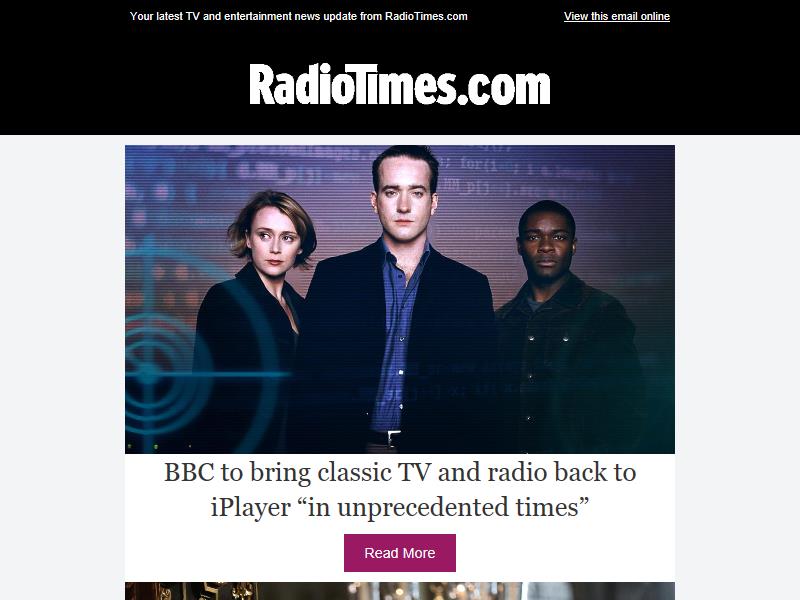 Your latest TV and entertainment news update from RadioTimes.com
View this email online
RadioTimes.com
BBC to bring classic TV and radio back to
iPlayer “in unprecedented times”
Read More